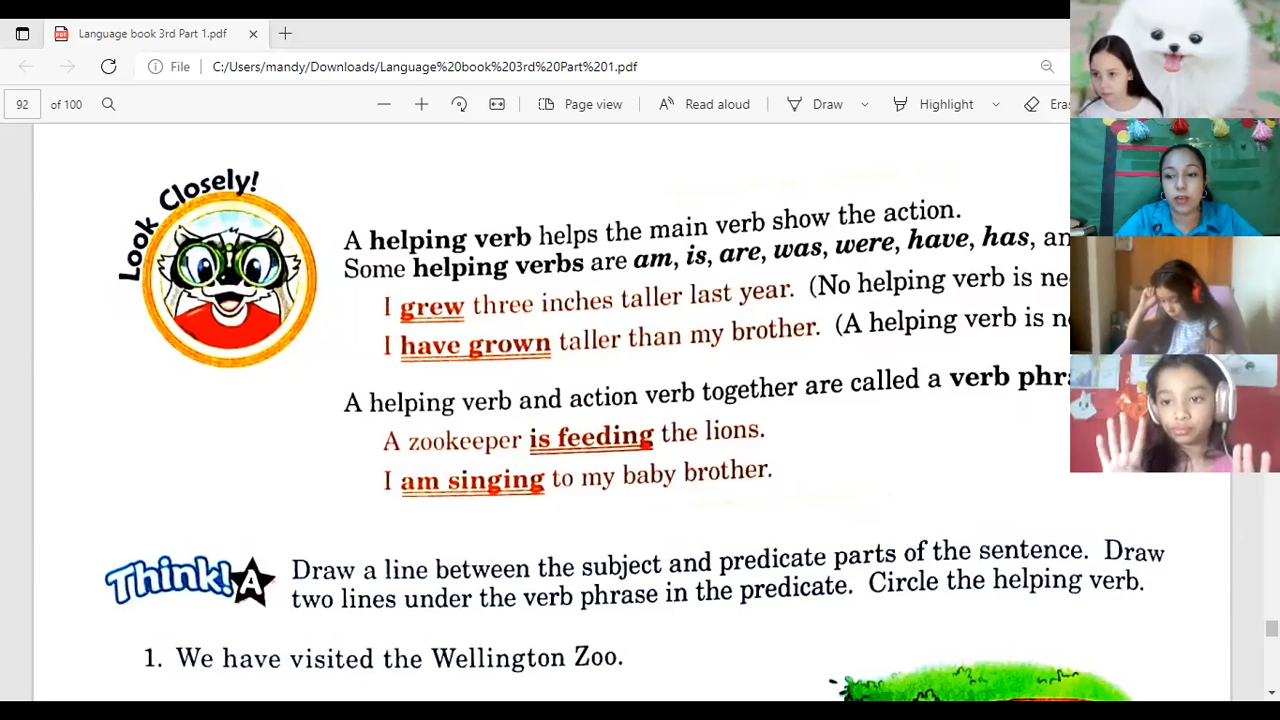 Language book 3rd Part 1.pdf
File C:/Users/mandy/Downloads/Language%20book%203rd%20Part%201.pdf
92 of 100 Page view Read aloud Draw Highlight
Look Closely!
A helping verb helps the main verb show the action.
Some helping verbs are am, is, are, was, were, have, has,
I grew three inches taller last year. (No helping verb is
I have grown taller than my brother. (A helping verb is
A helping verb and action verb together are called a verb
A zookeeper is feeding the lions.
I am singing to my baby brother.
Think! A Draw a line between the subject and predicate parts of the sentence. Draw
two lines under the verb phrase in the predicate. Circle the helping verb.
1. We have visited the Wellington Zoo.